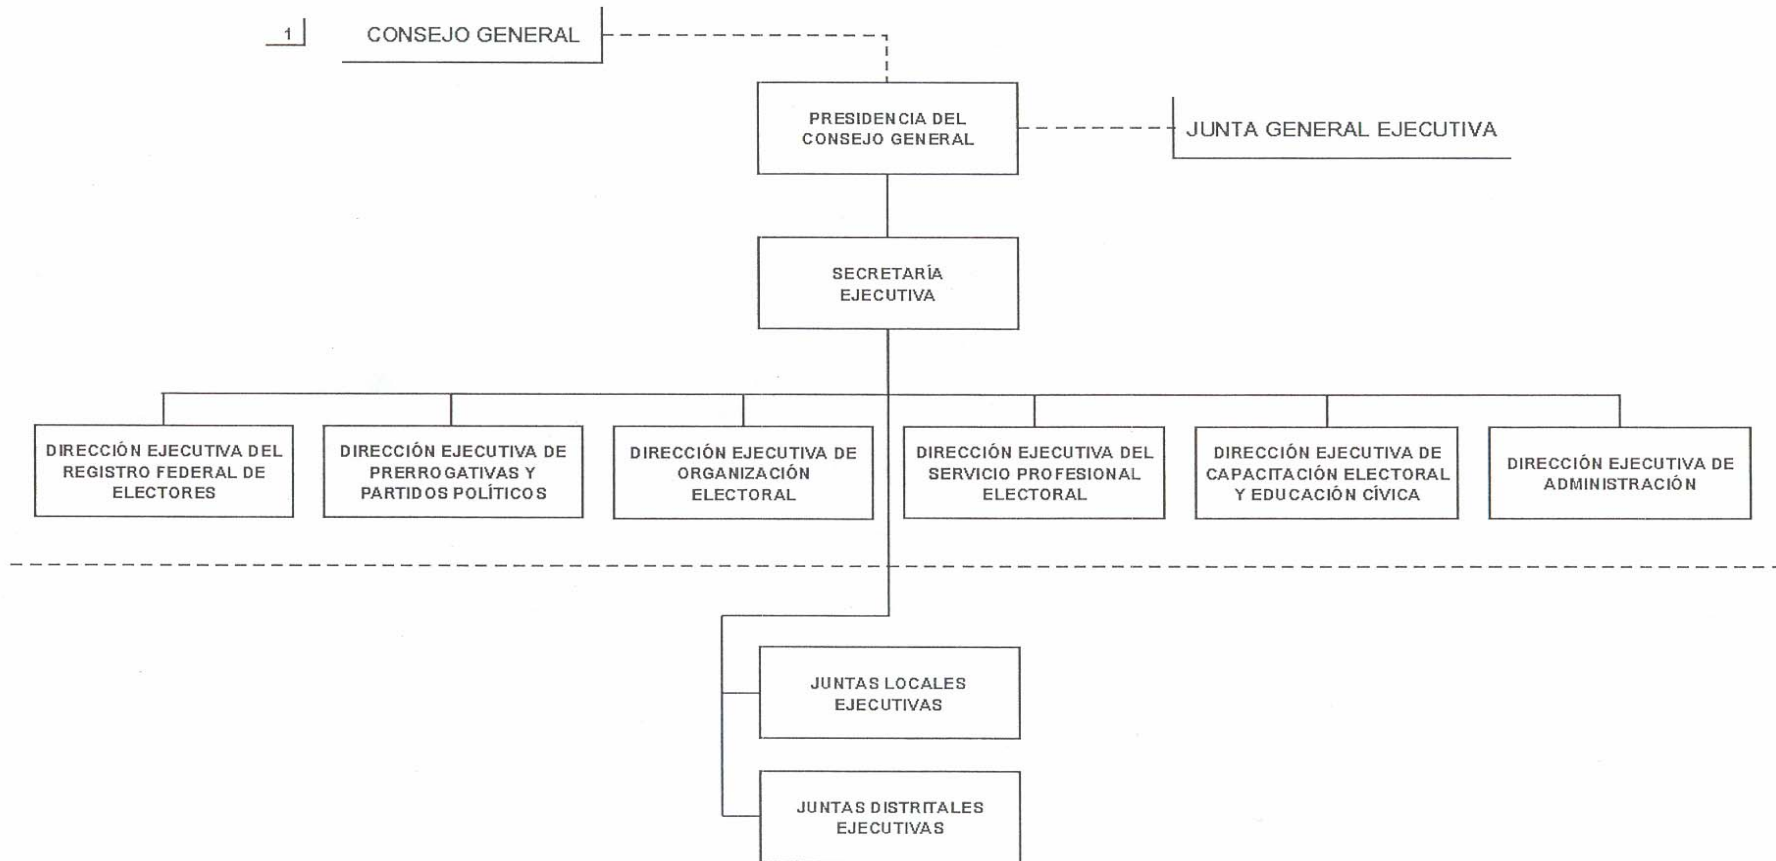 1
CONSEJO GENERAL
PRESIDENCIA DEL
CONSEJO GENERAL
JUNTA GENERAL EJECUTIVA
SECRETARÍA
EJECUTIVA
DIRECCIÓN EJECUTIVA DEL
REGISTRO FEDERAL DE
ELECTORES
DIRECCIÓN EJECUTIVA DE
PRERROGATIVAS Y
PARTIDOS POLÍTICOS
DIRECCIÓN EJECUTIVA DE
ORGANIZACIÓN
ELECTORAL
DIRECCIÓN EJECUTIVA DEL
SERVICIO PROFESIONAL
ELECTORAL
DIRECCIÓN EJECUTIVA DE
CAPACITACIÓN ELECTORAL
Y EDUCACIÓN CÍVICA
DIRECCIÓN EJECUTIVA DE
ADMINISTRACIÓN
JUNTAS LOCALES
EJECUTIVAS
JUNTAS DISTRITALES
EJECUTIVAS